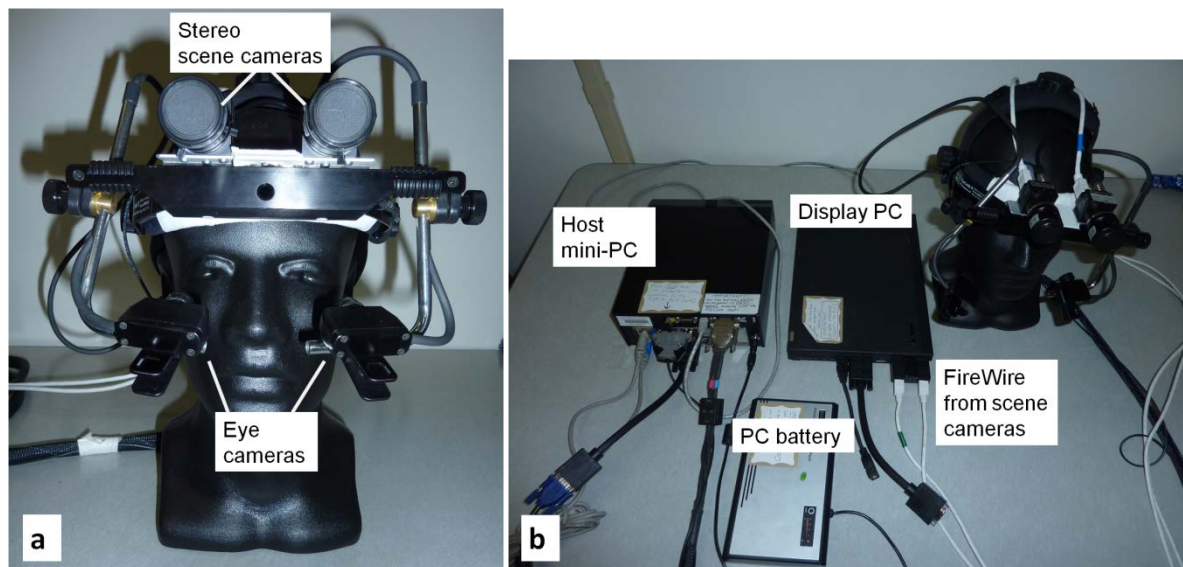 Stereo
scene cameras
Eye
cameras
a
Host
mini-PC
Display PC
PC battery
FireWire
from scene
cameras
b